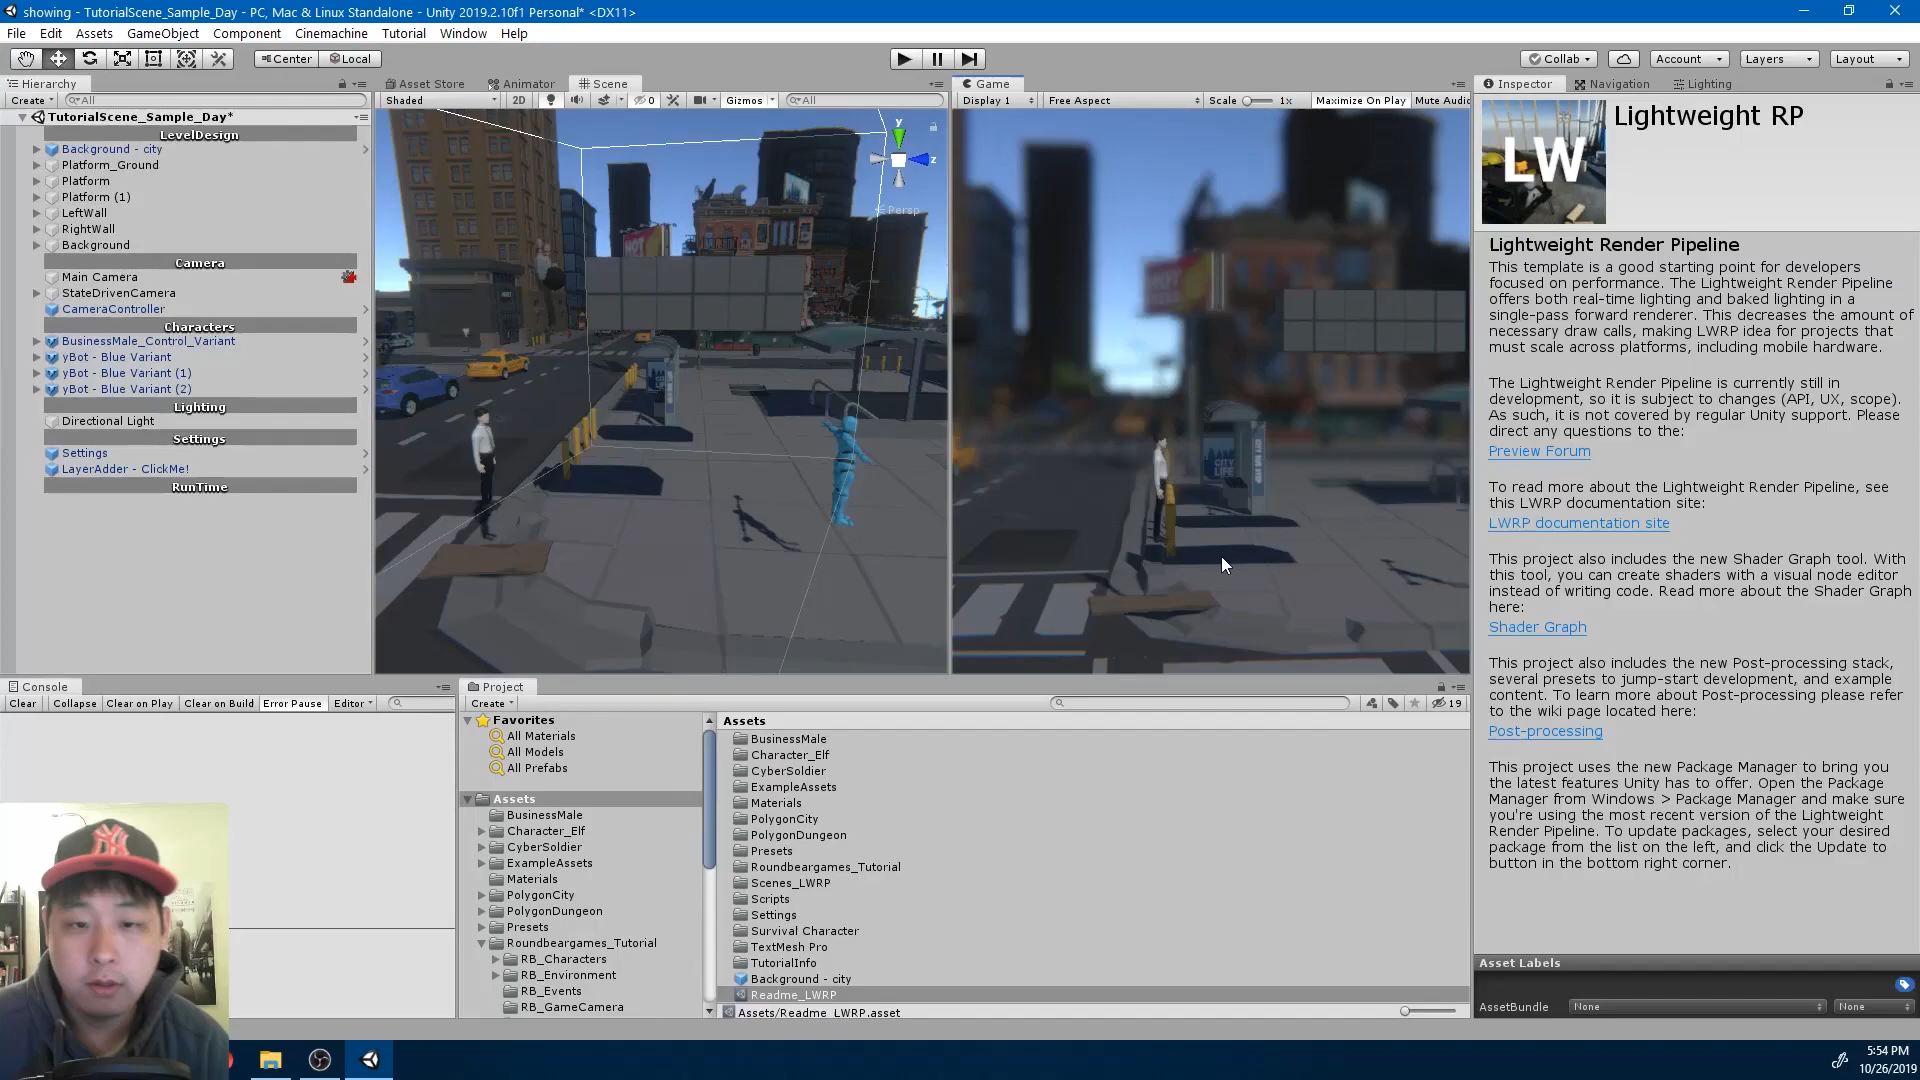 showing - TutorialScene_Sample_Day - PC, Mac & Linux Standalone - Unity 2019.2.10f1 Personal* <DX11>
File Edit Assets GameObject Component Cinemachine Tutorial Window Help
Center Local Collab Account Layers Layout
Hierarchy
Create All
TutorialScene_Sample_Day*
LevelDesign
Background - city
Platform_Ground
Platform
Platform (1)
LeftWall
RightWall
Background
Camera
Main Camera
StateDrivenCamera
CameraController
Characters
BusinessMale_Control_Variant
yBot - Blue Variant
yBot - Blue Variant (1)
yBot - Blue Variant (2)
Lighting
Directional Light
Settings
Settings
LayerAdder - ClickMe!
RunTime
Asset Store Animator Scene
Shaded 2D 0 Gizmos All
y
z
Persp
HOT
Game
Display 1 Free Aspect Scale 1x Maximize On Play Mute Audio
CITY
LIFE
Inspector Navigation Lighting
LW
Lightweight RP
Lightweight Render Pipeline
This template is a good starting point for developers
focused on performance. The Lightweight Render Pipeline
offers both real-time lighting and baked lighting in a
single-pass forward renderer. This decreases the amount of
necessary draw calls, making LWRP idea for projects that
must scale across platforms, including mobile hardware.
The Lightweight Render Pipeline is currently still in
development, so it is subject to changes (API, UX, scope).
As such, it is not covered by regular Unity support. Please
direct any questions to the:
Preview Forum
To read more about the Lightweight Render Pipeline, see
this LWRP documentation site:
LWRP documentation site
This project also includes the new Shader Graph tool. With
this tool, you can create shaders with a visual node editor
instead of writing code. Read more about the Shader Graph
here:
Shader Graph
This project also includes the new Post-processing stack,
several presets to jump-start development, and example
content. To learn more about Post-processing please refer
to the wiki page located here:
Post-processing
This project uses the new Package Manager to bring you
the latest features Unity has to offer. Open the Package
Manager from Windows > Package Manager and make sure
you're using the most recent version of the Lightweight
Render Pipeline. To update packages, select your desired
package from the list on the left, and click the Update to
button in the bottom right corner.
Asset Labels
AssetBundle None None
Console
Clear Collapse Clear on Play Clear on Build Error Pause Editor
Project
Create 19
Favorites
All Materials
All Models
All Prefabs
Assets
BusinessMale
Character_Elf
CyberSoldier
ExampleAssets
Materials
PolygonCity
PolygonDungeon
Presets
Roundbeargames_Tutorial
RB_Characters
RB_Environment
RB_Events
RB_GameCamera
Assets
BusinessMale
Character_Elf
CyberSoldier
ExampleAssets
Materials
PolygonCity
PolygonDungeon
Presets
Roundbeargames_Tutorial
Scenes_LWRP
Scripts
Settings
Survival Character
TextMesh Pro
TutorialInfo
Background - city
Readme_LWRP
Assets/Readme_LWRP.asset
5:54 PM
10/26/2019